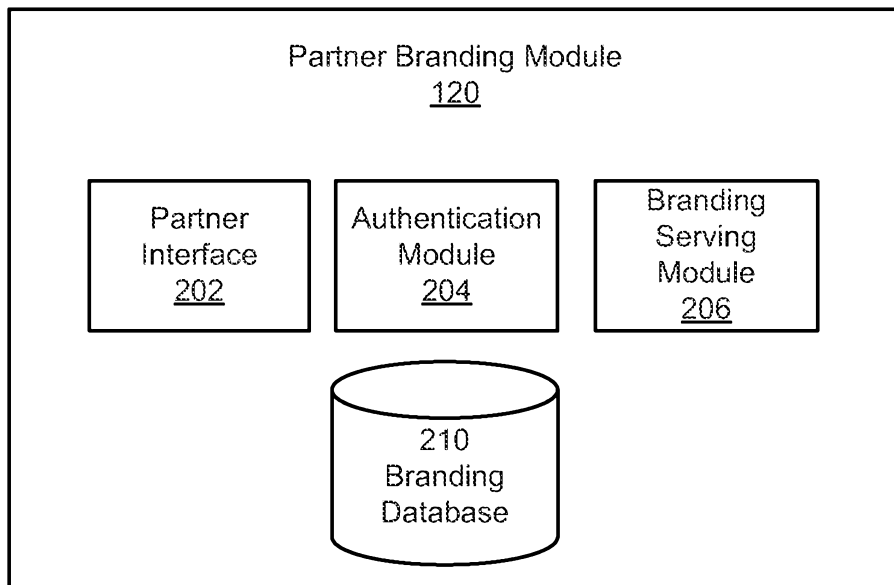 Partner Branding Module
120
Partner
Interface
202
Authentication
Module
204
Branding
Serving
Module
206
210
Branding
Database